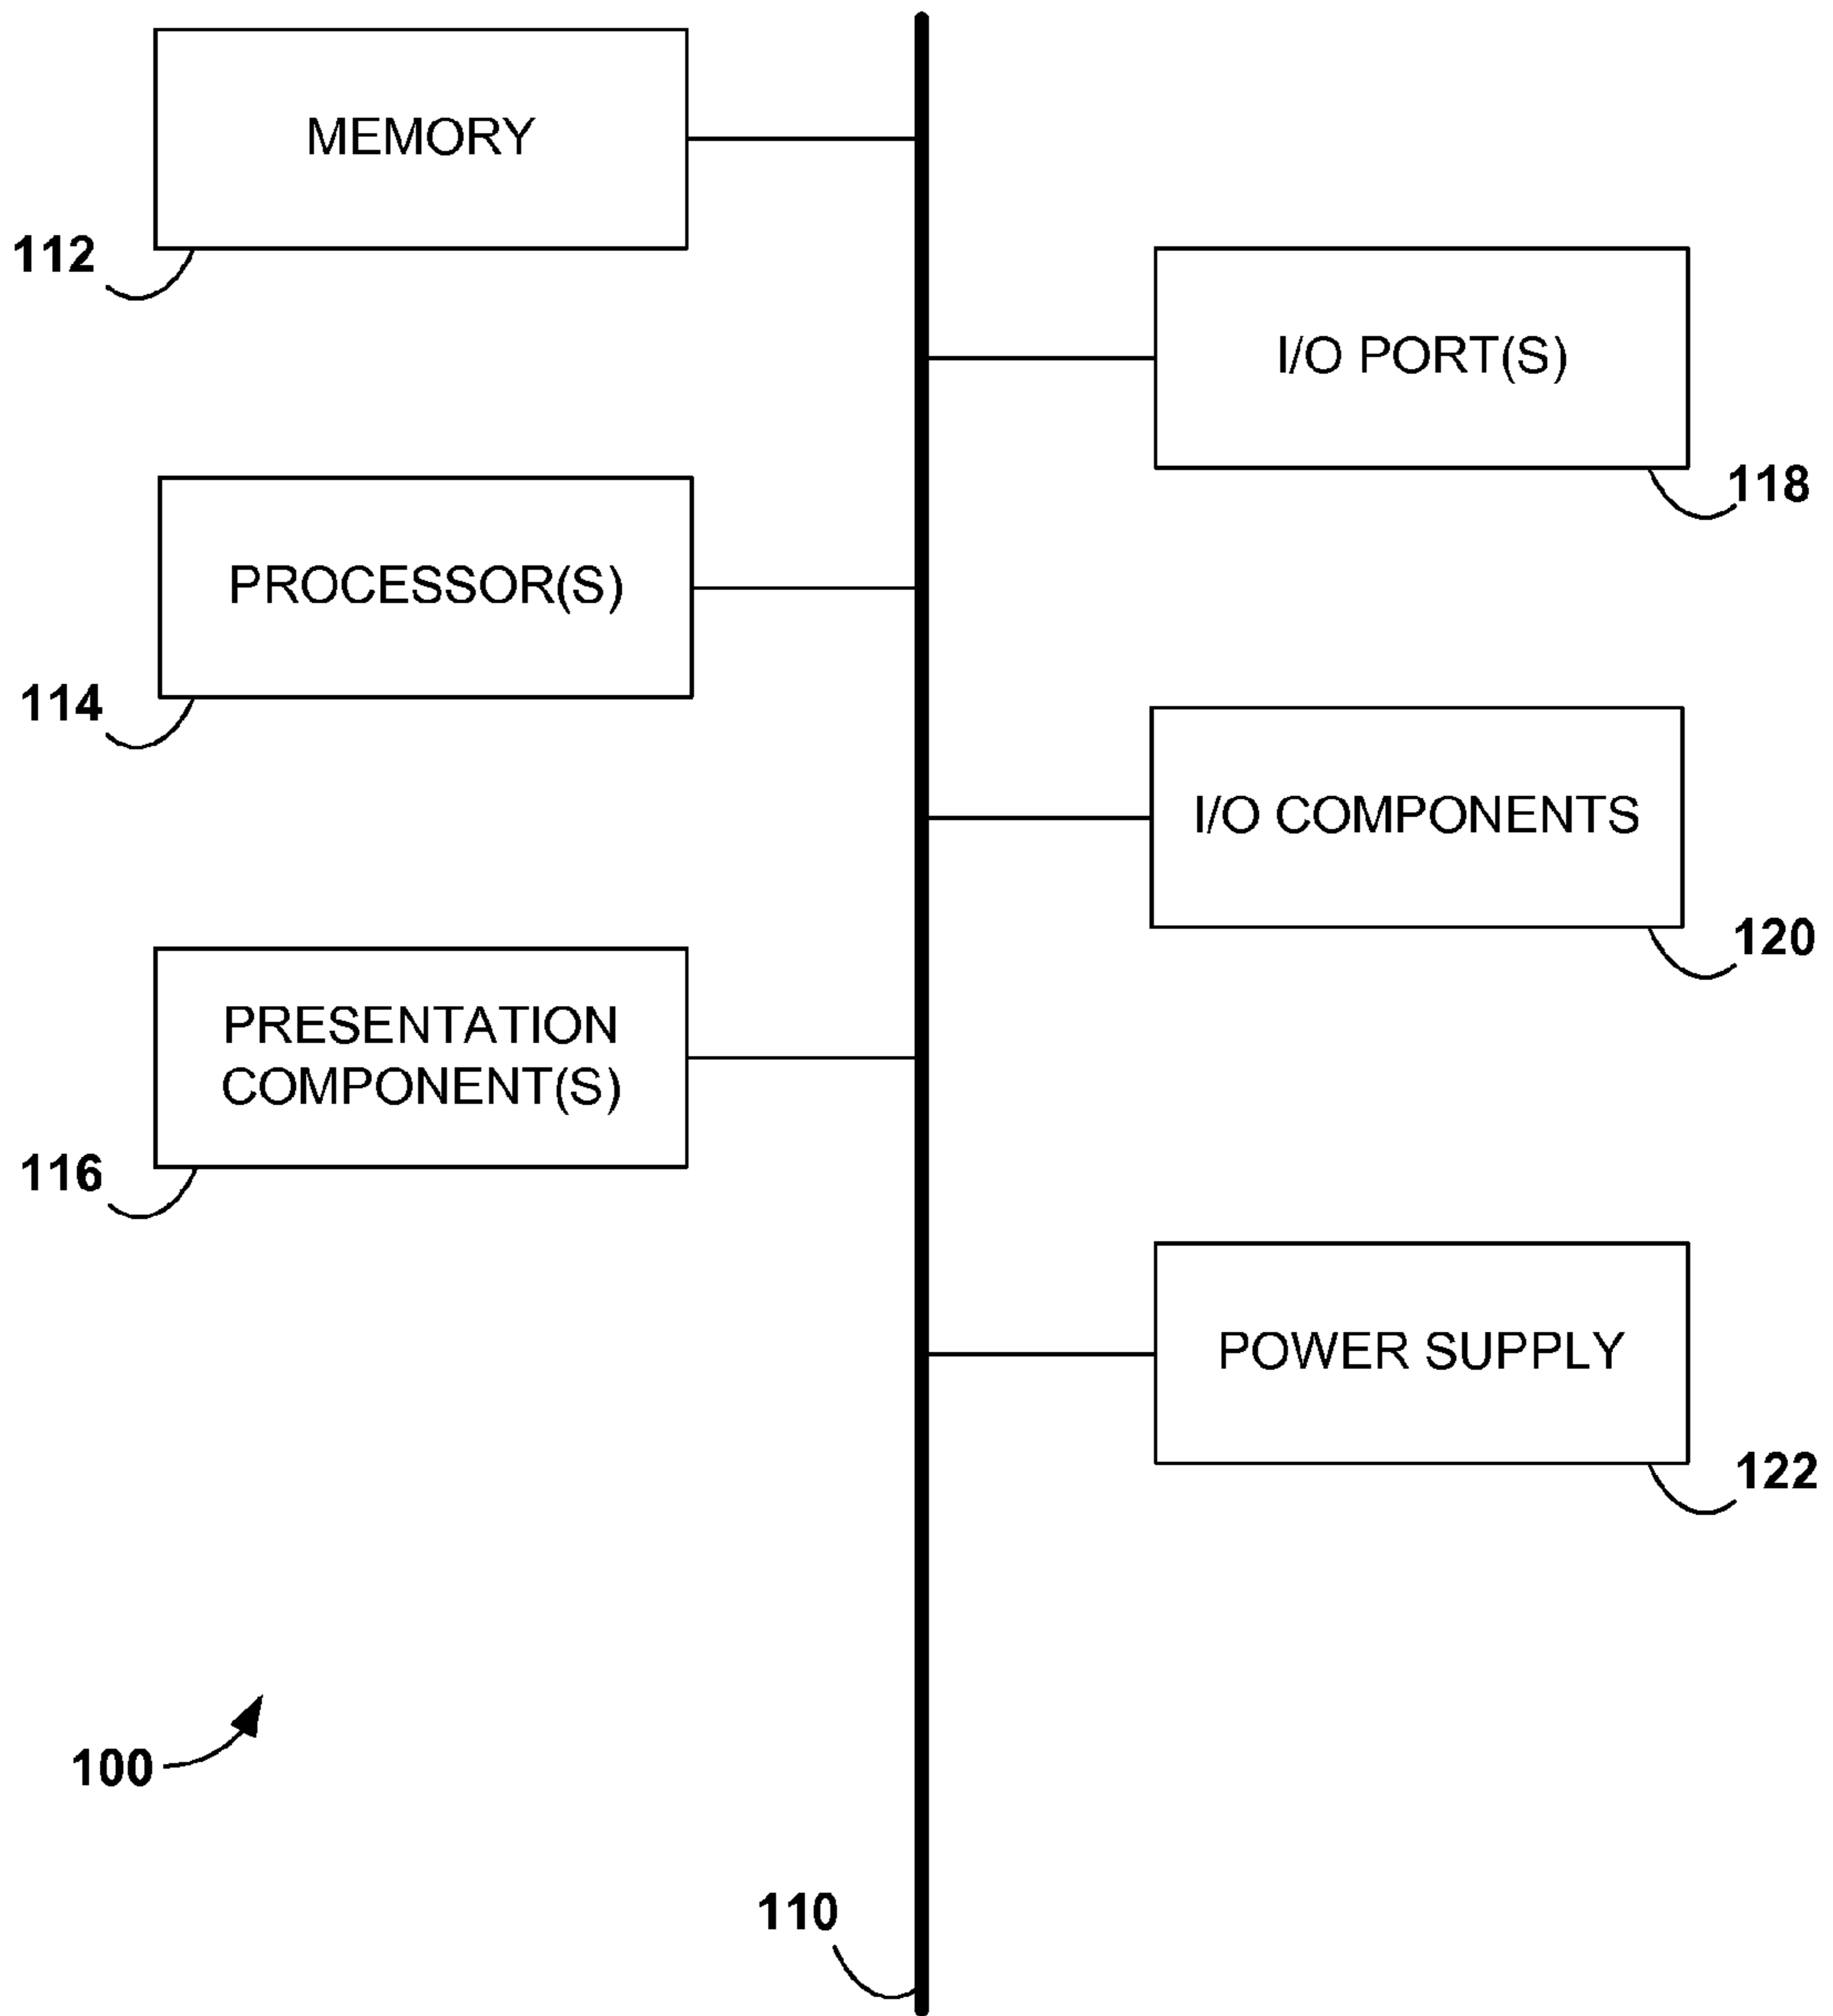 MEMORY
112
I/O PORT(S)
118
PROCESSOR(S)
114
I/O COMPONENTS
120
PRESENTATION
COMPONENT(S)
116
POWER SUPPLY
122
100
110